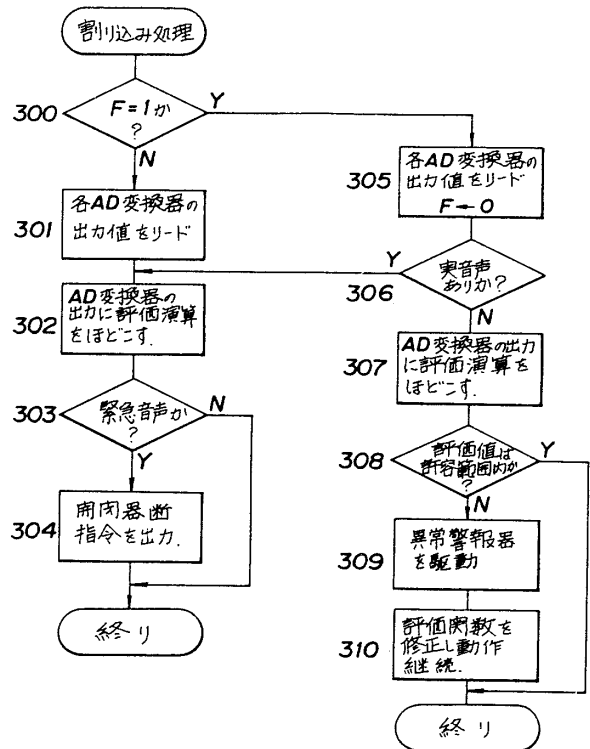 割り込み処理
300
F=1か
?
Y
N
301
各AD変換器の
出力値をリード
302
AD変換器の
出力に評価演算
をほどこす.
303
緊急音声か
?
N
Y
304
開閉器断
指令を出力.
終り
305
各AD変換器の
出力値をリード
F←0
306
実音声
ありか?
Y
N
307
AD変換器の出力
に評価演算を
ほどこす.
308
評価値は
許容範囲内か
?
Y
N
309
異常警報器
を駆動
310
評価関数を
修正し動作
継続.
終り